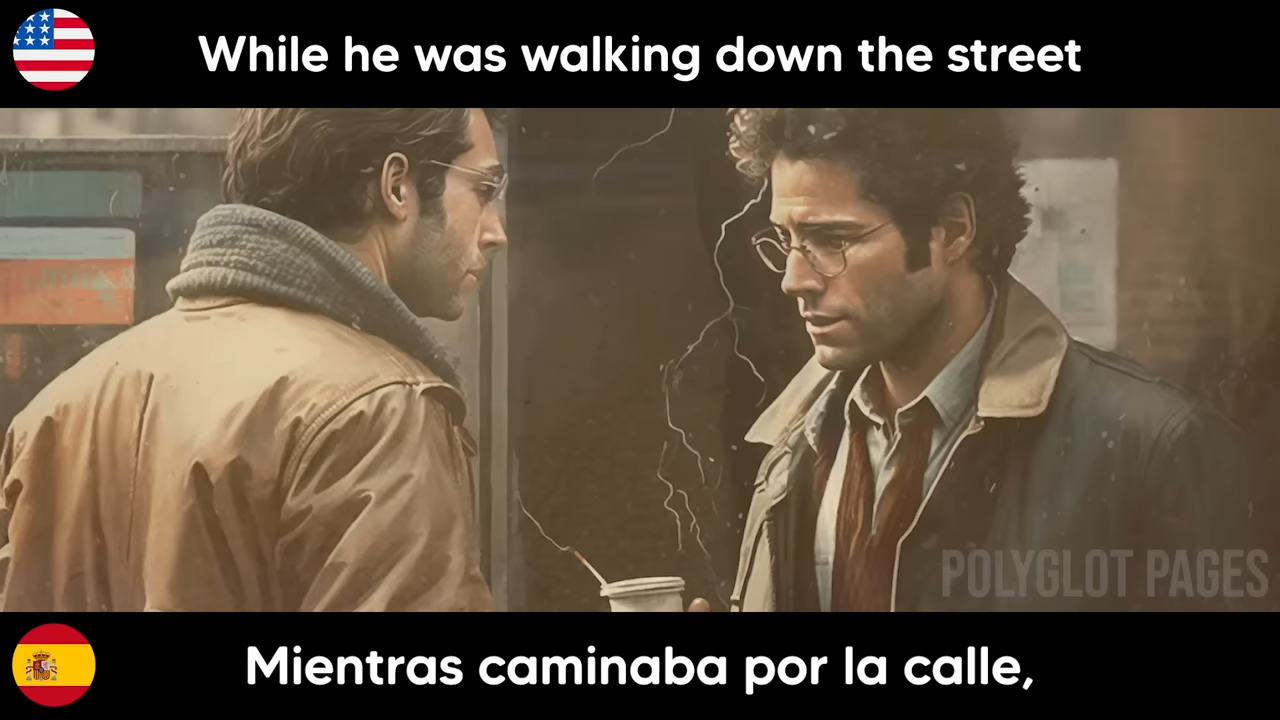 While he was walking down the street
POLYGLOT PAGES
Mientras caminaba por la calle,